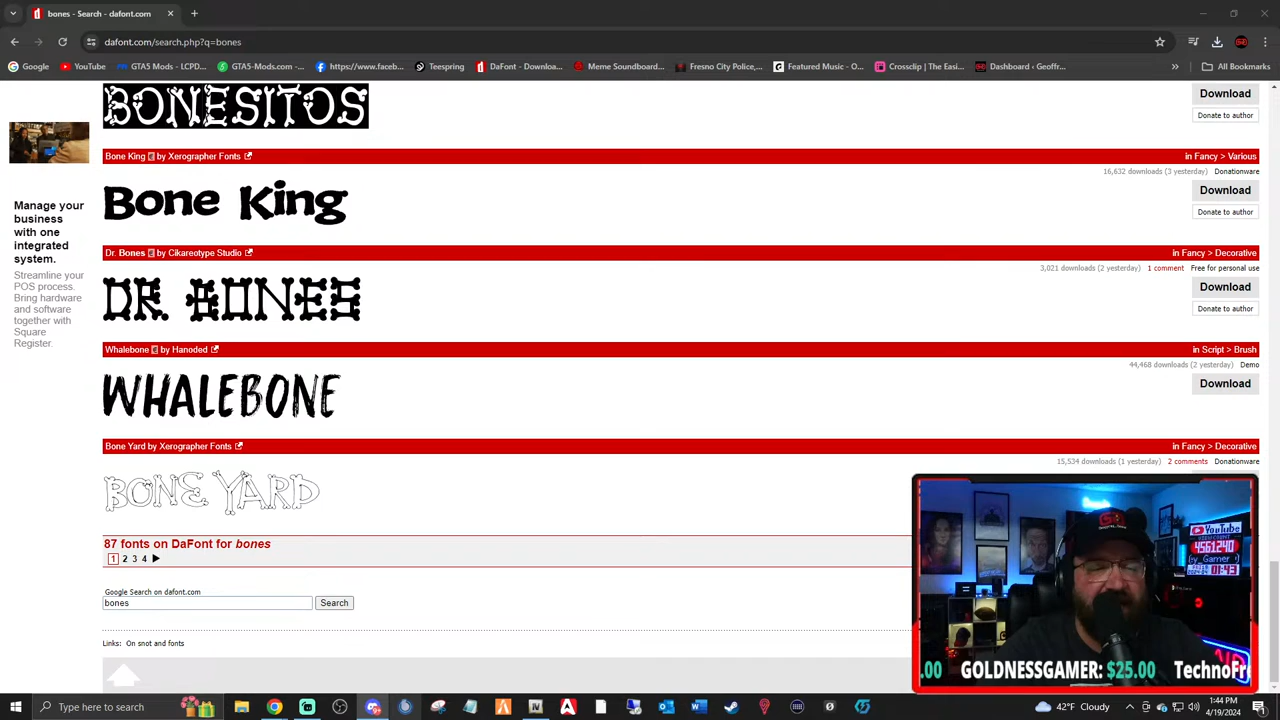 bones - Search - dafont.com
dafont.com/search.php?q=bones
Google YouTube GTA5 Mods - LCPD... GTA5-Mods.com -... https://www.faceb... Teespring DaFont - Downloa... Meme Soundboard... Fresno City Police,... Featured Music - O... Crossclip | The Easi... Dashboard ‹ Geoffr... All Bookmarks
BONESITOS
Download
Donate to author
Bone King € by Xerographer Fonts in Fancy > Various
16,632 downloads (3 yesterday) Donationware
Bone King
Download
Donate to author
Dr. Bones € by Cikareotype Studio in Fancy > Decorative
3,021 downloads (2 yesterday) 1 comment Free for personal use
DR. BONES
Download
Donate to author
Whalebone € by Hanoded in Script > Brush
44,468 downloads (2 yesterday) Demo
WHALEBONE
Download
Bone Yard by Xerographer Fonts in Fancy > Decorative
15,534 downloads (1 yesterday) 2 comments Donationware
BONE YARD
Manage your
business
with one
integrated
system.
Streamline your
POS process.
Bring hardware
and software
together with
Square
Register.
87 fonts on DaFont for bones
1 2 3 4
Google Search on dafont.com
bones Search
Links: On snot and fonts
YouTube
VIEW COUNT
4561240
y_Gamer
01:43
.00 GOLDNESSGAMER: $25.00 TechnoFr
Type here to search
42°F Cloudy
1:44 PM
4/19/2024